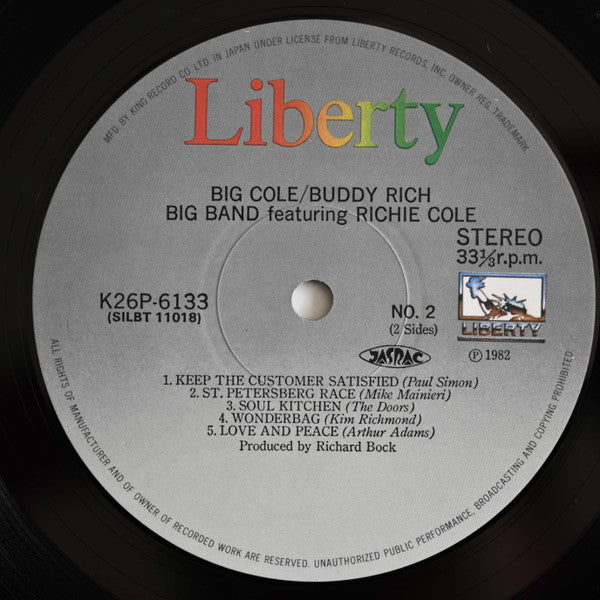 MFD. BY KING RECORD CO. LTD. IN JAPAN UNDER LICENSE FROM LIBERTY RECORDS, INC. OWNER REG. TRADEMARK.
Liberty
BIG COLE/BUDDY RICH
BIG BAND featuring RICHIE COLE
STEREO
33⅓r.p.m.
K26P-6133
(SILBT 11018)
NO. 2
(2 Sides)
LIBERTY
JASRAC
Ⓟ 1982
1. KEEP THE CUSTOMER SATISFIED (Paul Simon)
2. ST. PETERSBERG RACE (Mike Mainieri)
3. SOUL KITCHEN (The Doors)
4. WONDERBAG (Kim Richmond)
5. LOVE AND PEACE (Arthur Adams)
Produced by Richard Bock
ALL RIGHTS OF MANUFACTURER AND OF OWNER OF RECORDED WORK ARE RESERVED. UNAUTHORIZED PUBLIC PERFORMANCE, BROADCASTING AND COPYING PROHIBITED.